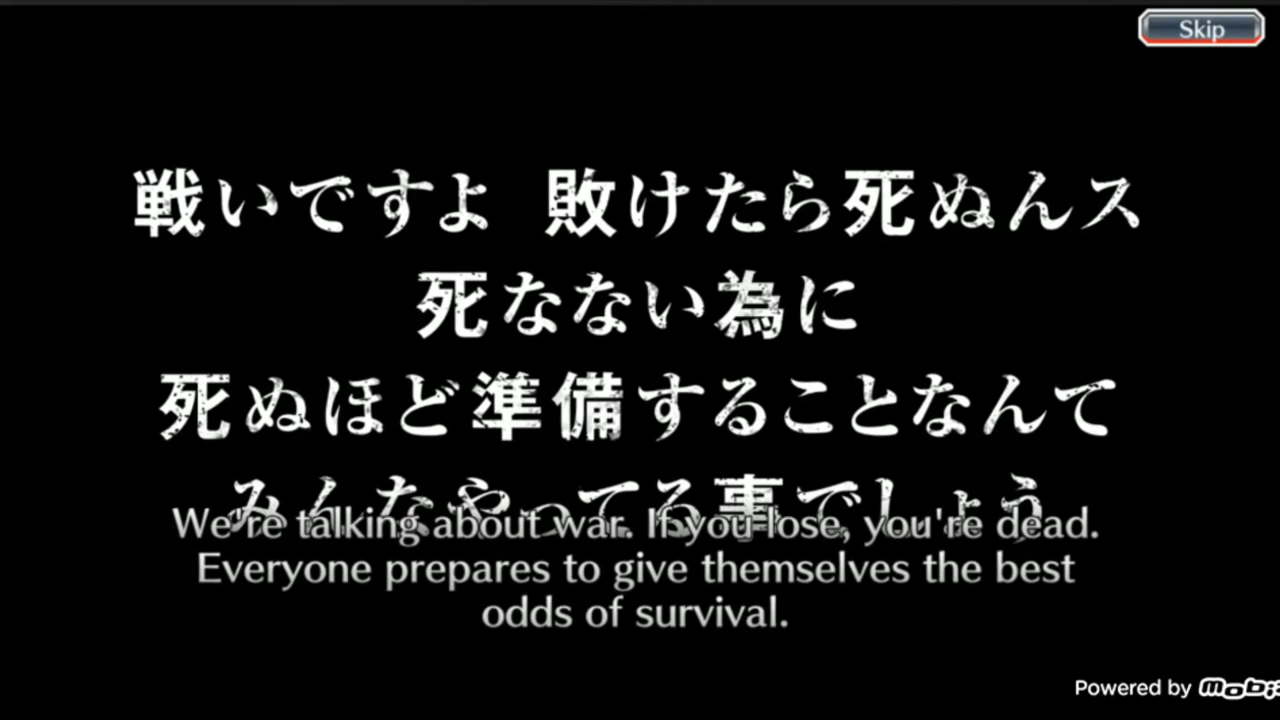 Skip
戦いですよ 敗けたら死ぬんス
死なない為に
死ぬほど準備することなんて
みんなやってる事でしょう
We're talking about war. If you lose, you're dead.
Everyone prepares to give themselves the best
odds of survival.
Powered by